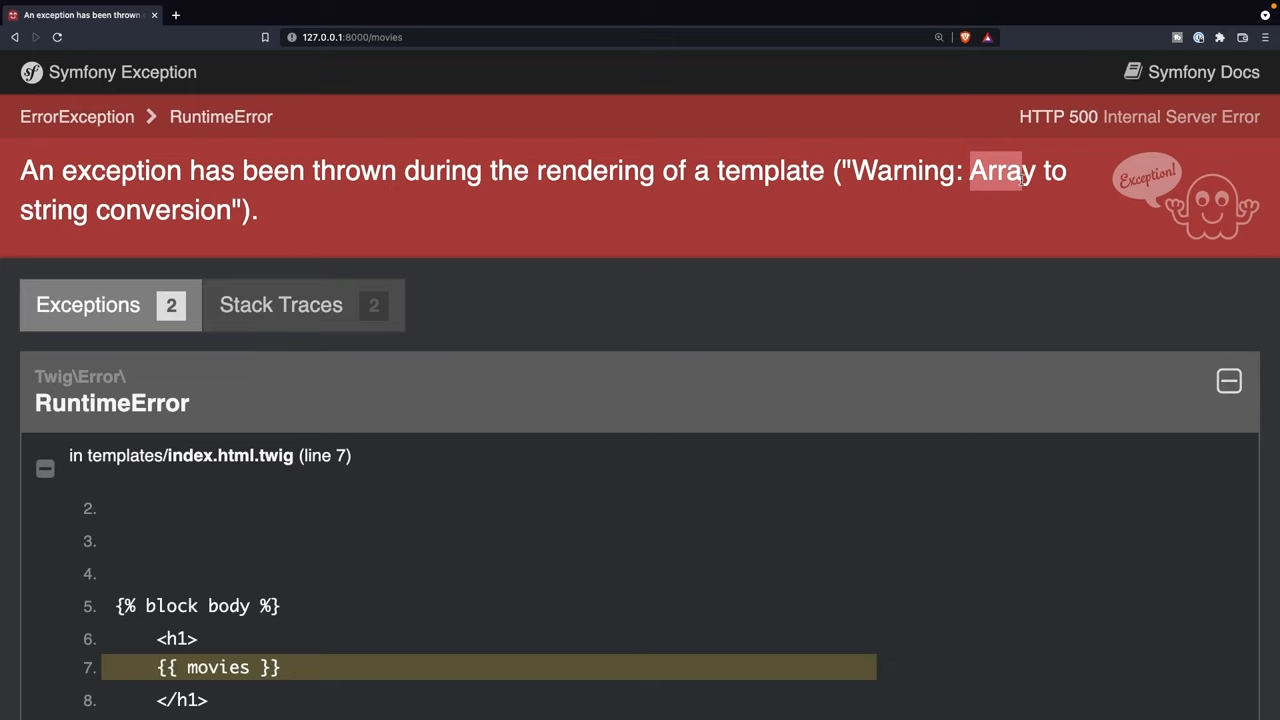 An exception has been thrown
127.0.0.1:8000/movies
sf Symfony Exception
Symfony Docs
ErrorException > RuntimeError
HTTP 500 Internal Server Error
An exception has been thrown during the rendering of a template ("Warning: Array to
string conversion").
Exception!
Exceptions 2
Stack Traces 2
Twig\Error\
RuntimeError
in templates/index.html.twig (line 7)
2.
3.
4.
5. {% block body %}
6. <h1>
7. {{ movies }}
8. </h1>